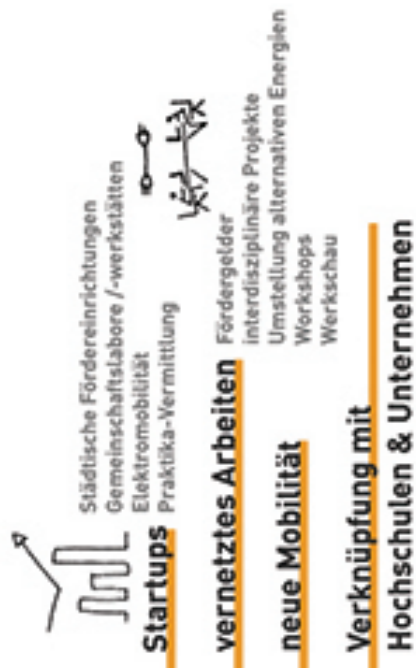 Städtische Fördereinrichtungen
Gemeinschaftslabore /-werkstätten
Elektromobilität
Praktika-Vermittlung
Startups
Fördergelder
interdisziplinäre Projekte
Umstellung alternativen Energien
Workshops
Werkschau
vernetztes Arbeiten
neue Mobilität
Verknüpfung mit
Hochschulen & Unternehmen